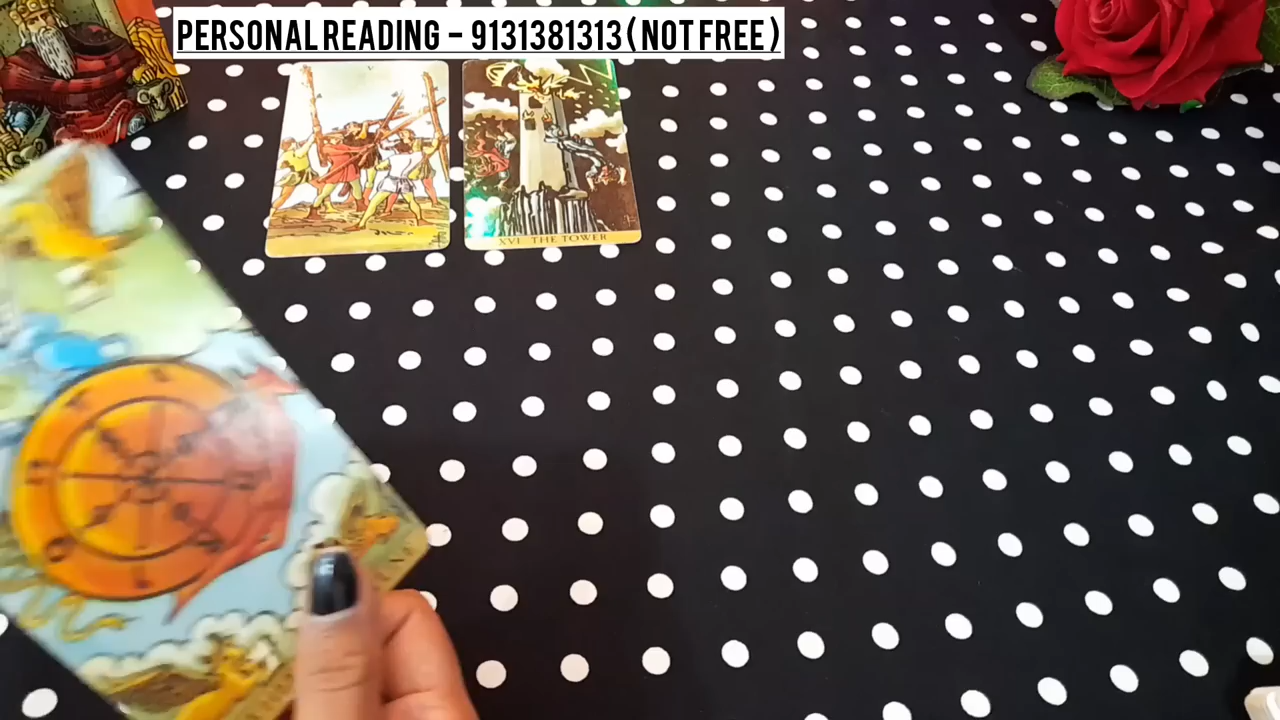 PERSONAL READING - 9131381313 ( NOT FREE )
V
XVI THE TOWER